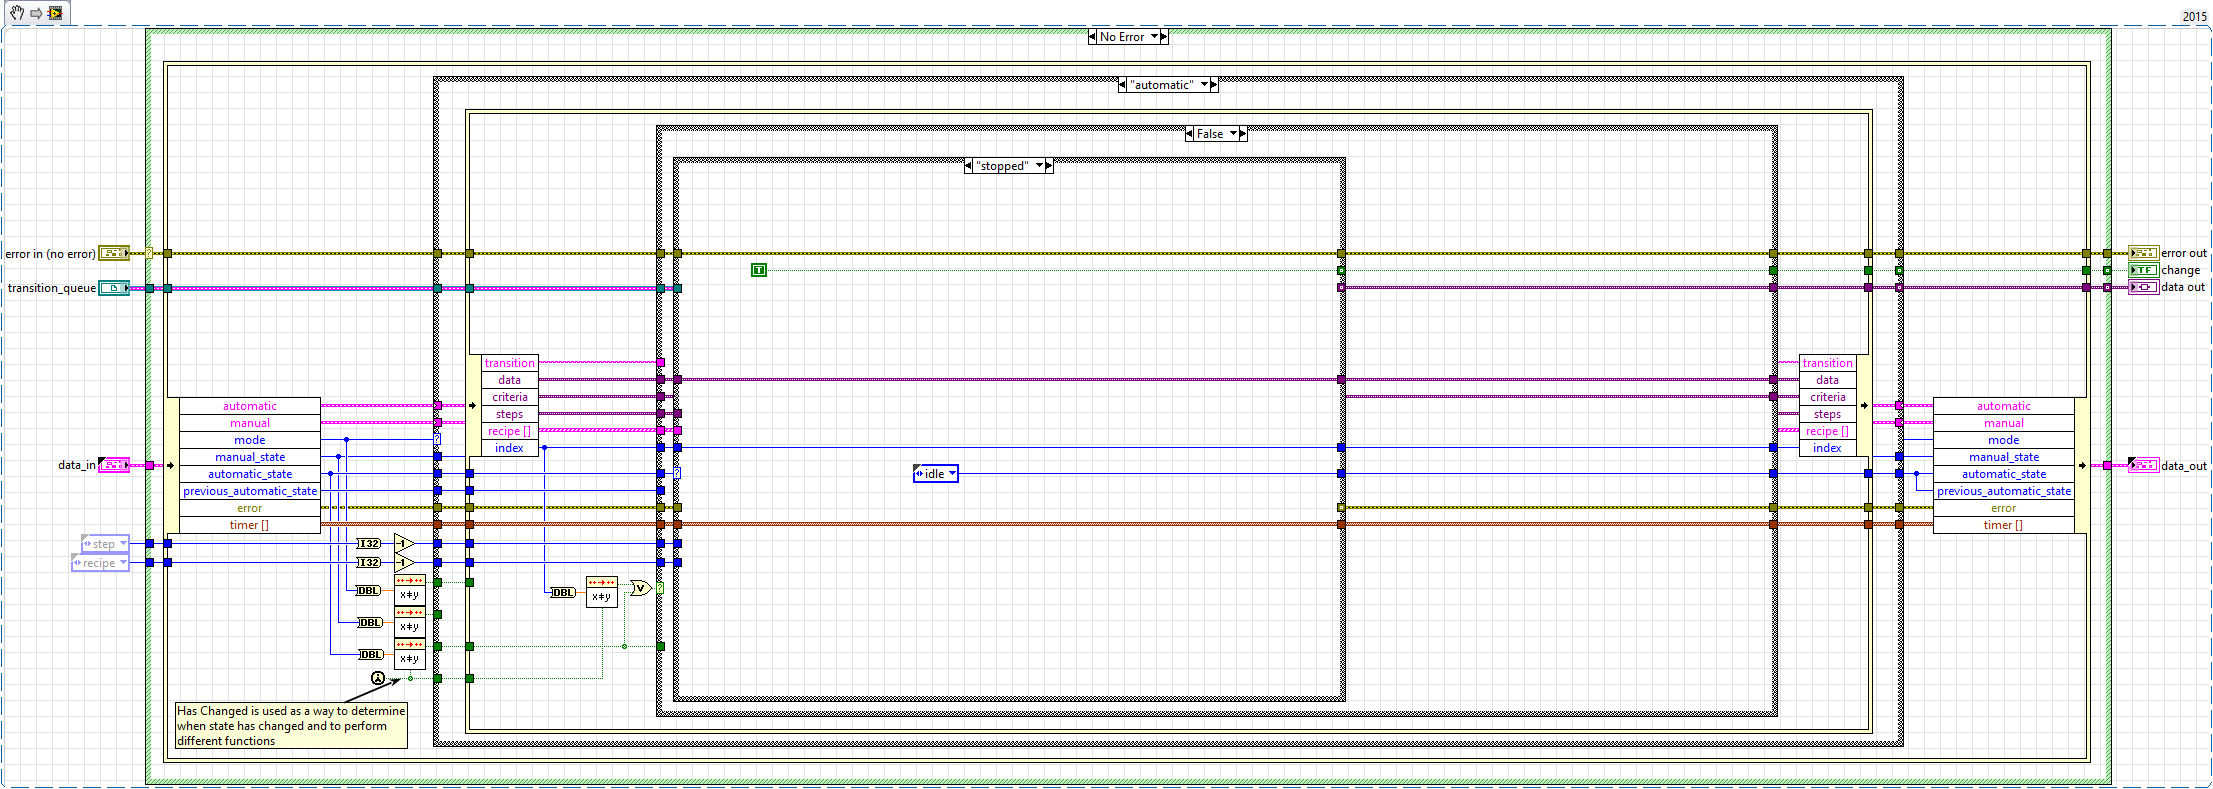 2015
No Error
"automatic"
False
"stopped"
error in (no error)
error out
T
TF
change
transition_queue
data out
transition
data
criteria
steps
recipe []
index
transition
data
criteria
steps
recipe []
index
automatic
manual
mode
manual_state
automatic_state
previous_automatic_state
error
timer []
data_in
idle
automatic
manual
mode
manual_state
automatic_state
previous_automatic_state
error
timer []
data_out
step
I32
-1
recipe
I32
-1
DBL
x≠y
DBL
x≠y
V
DBL
x≠y
DBL
x≠y
Has Changed is used as a way to determine
when state has changed and to perform
different functions